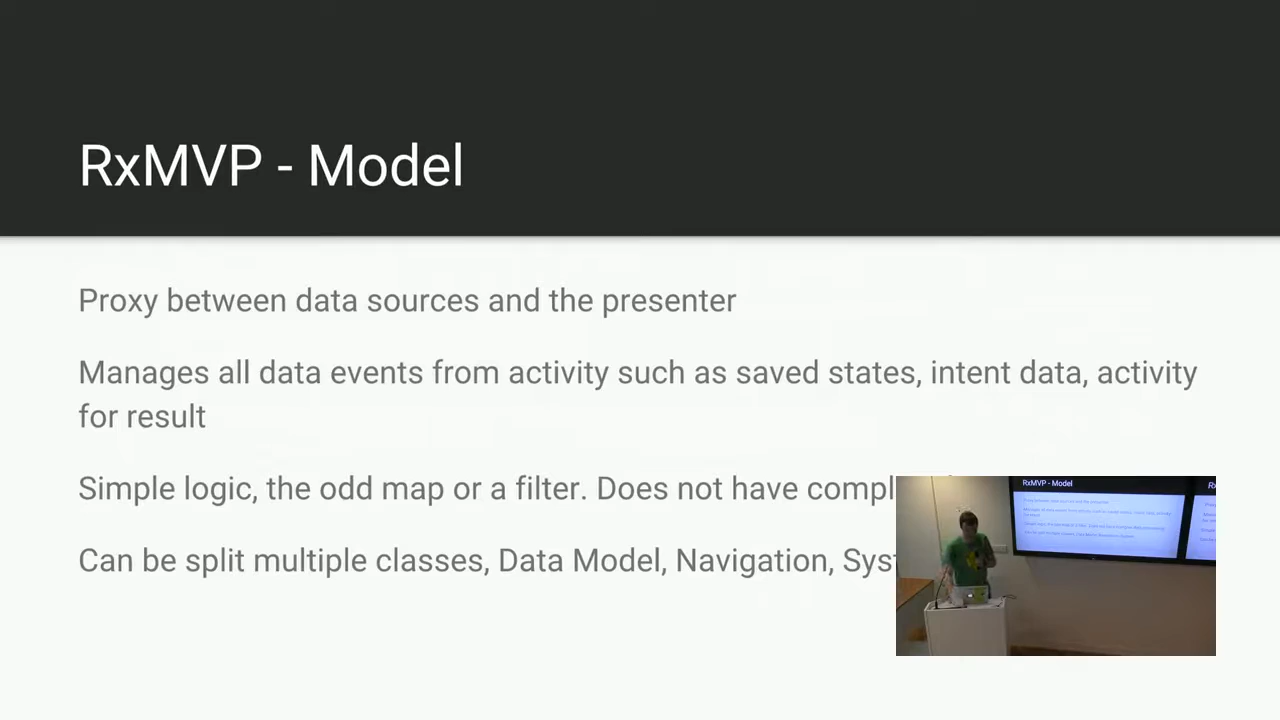 RxMVP - Model
Proxy between data sources and the presenter
Manages all data events from activity such as saved states, intent data, activity
for result
Simple logic, the odd map or a filter. Does not have
Can be split multiple classes, Data Model, Navigation,
RxMVP - Model